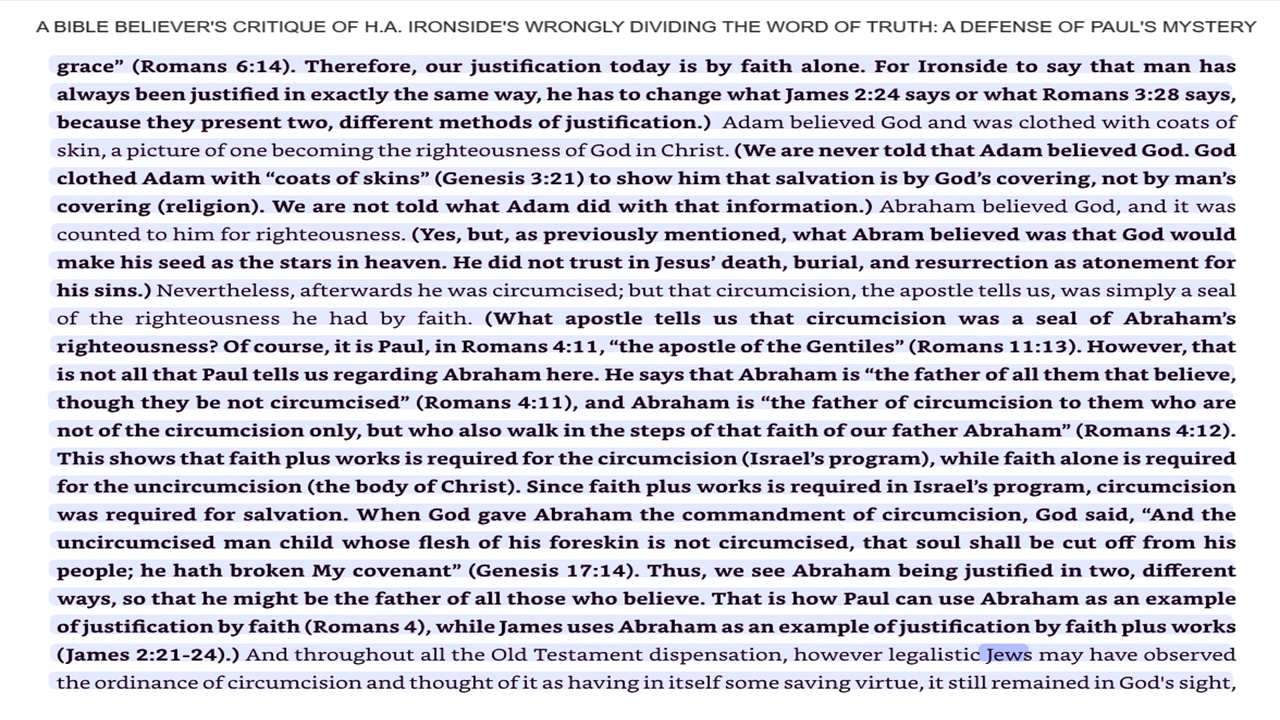 A BIBLE BELIEVER'S CRITIQUE OF H.A. IRONSIDE'S WRONGLY DIVIDING THE WORD OF TRUTH: A DEFENSE OF PAUL'S MYSTERY
grace” (Romans 6:14). Therefore, our justification today is by faith alone. For Ironside to say that man has
always been justified in exactly the same way, he has to change what James 2:24 says or what Romans 3:28 says,
because they present two, different methods of justification.) Adam believed God and was clothed with coats of
skin, a picture of one becoming the righteousness of God in Christ. (We are never told that Adam believed God. God
clothed Adam with “coats of skins” (Genesis 3:21) to show him that salvation is by God’s covering, not by man’s
covering (religion). We are not told what Adam did with that information.) Abraham believed God, and it was
counted to him for righteousness. (Yes, but, as previously mentioned, what Abram believed was that God would
make his seed as the stars in heaven. He did not trust in Jesus’ death, burial, and resurrection as atonement for
his sins.) Nevertheless, afterwards he was circumcised; but that circumcision, the apostle tells us, was simply a seal
of the righteousness he had by faith. (What apostle tells us that circumcision was a seal of Abraham’s
righteousness? Of course, it is Paul, in Romans 4:11, “the apostle of the Gentiles” (Romans 11:13). However, that
is not all that Paul tells us regarding Abraham here. He says that Abraham is “the father of all them that believe,
though they be not circumcised” (Romans 4:11), and Abraham is “the father of circumcision to them who are
not of the circumcision only, but who also walk in the steps of that faith of our father Abraham” (Romans 4:12).
This shows that faith plus works is required for the circumcision (Israel’s program), while faith alone is required
for the uncircumcision (the body of Christ). Since faith plus works is required in Israel’s program, circumcision
was required for salvation. When God gave Abraham the commandment of circumcision, God said, “And the
uncircumcised man child whose flesh of his foreskin is not circumcised, that soul shall be cut off from his
people; he hath broken My covenant” (Genesis 17:14). Thus, we see Abraham being justified in two, different
ways, so that he might be the father of all those who believe. That is how Paul can use Abraham as an example
of justification by faith (Romans 4), while James uses Abraham as an example of justification by faith plus works
(James 2:21-24).) And throughout all the Old Testament dispensation, however legalistic Jews may have observed
the ordinance of circumcision and thought of it as having in itself some saving virtue, it still remained in God's sight,